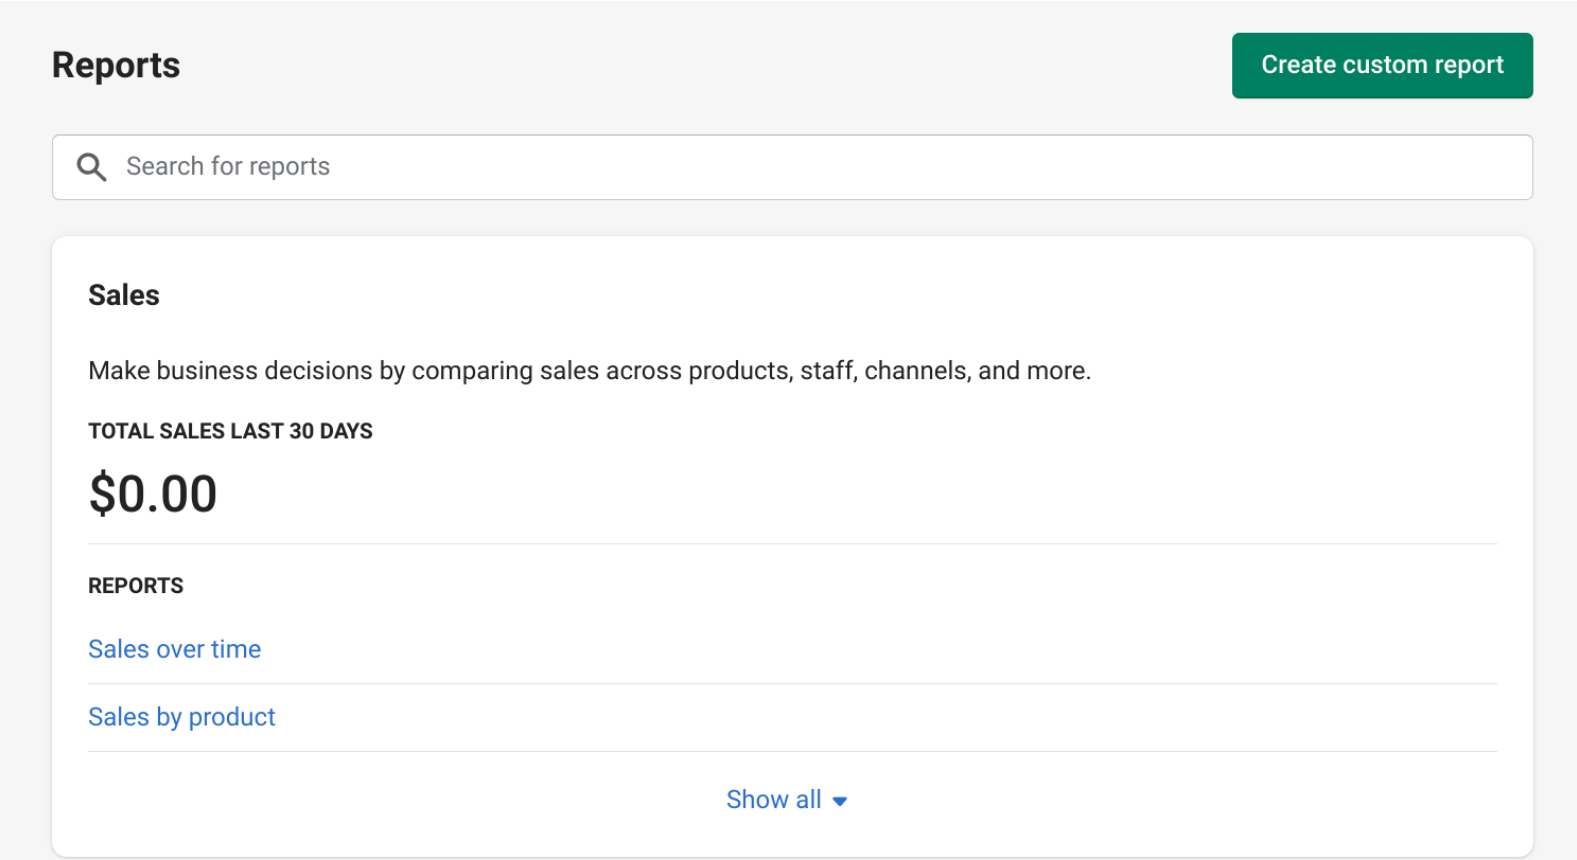 Reports
Create custom report
Search for reports
Sales
Make business decisions by comparing sales across products, staff, channels, and more.
TOTAL SALES LAST 30 DAYS
$0.00
REPORTS
Sales over time
Sales by product
Show all